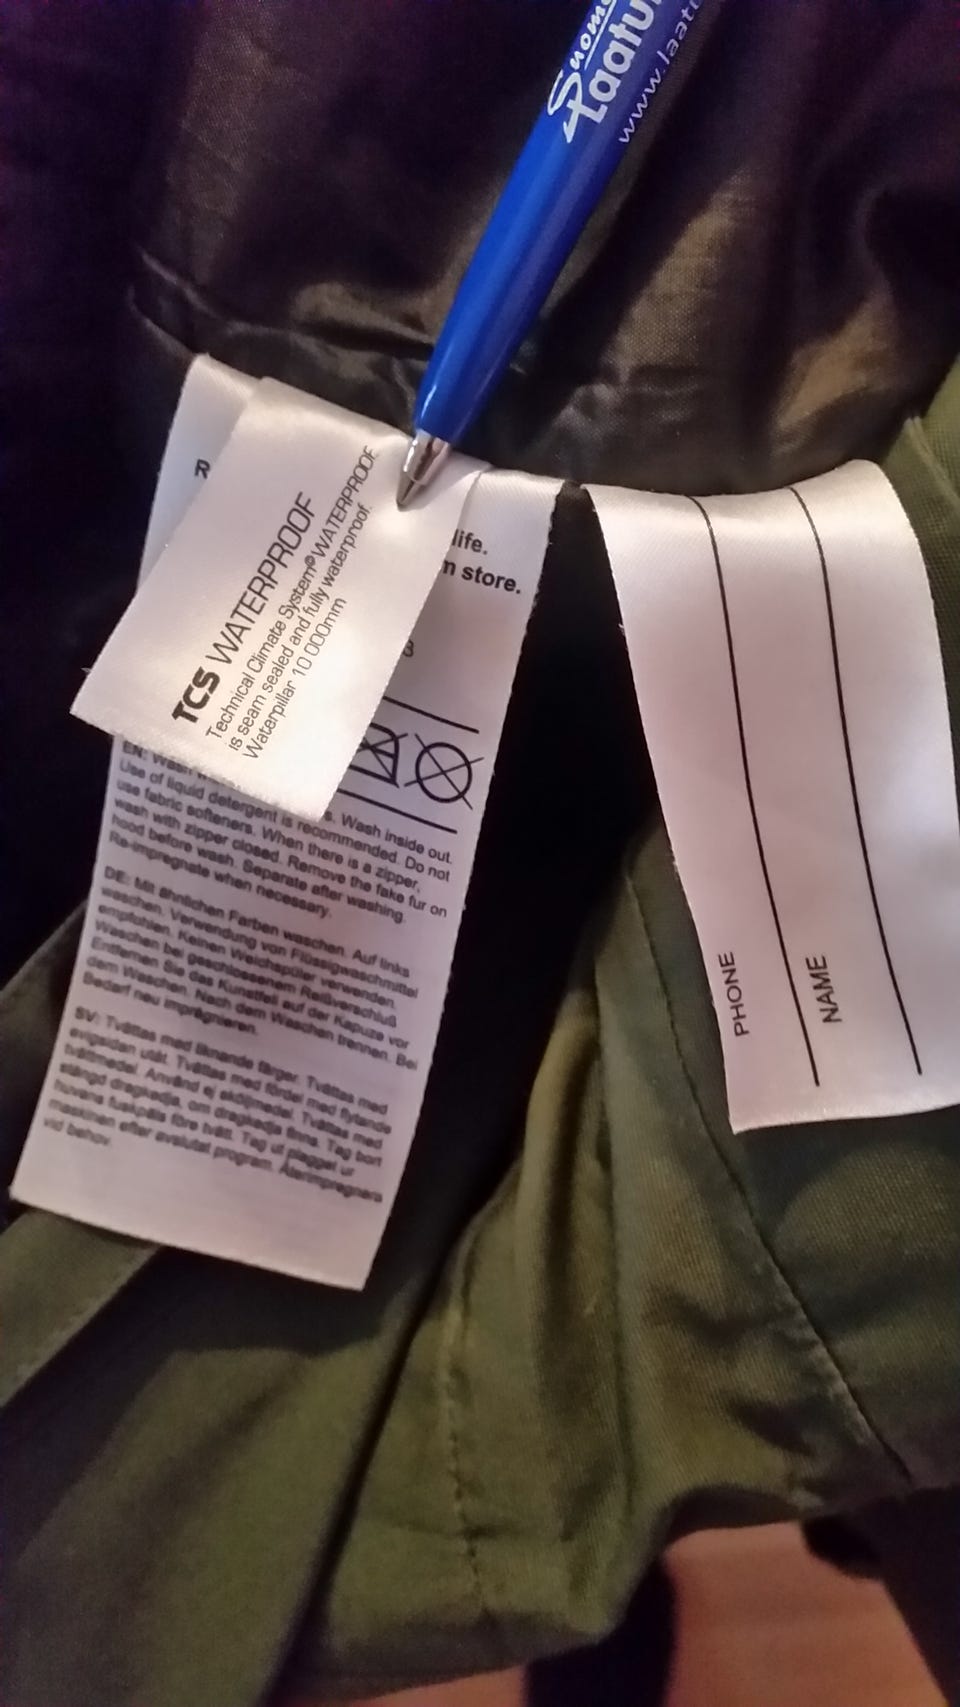 Suom
Laatu
www.laatu
R
TCS WATERPROOF
Technical Climate System® WATERPROOF
is seam sealed and fully waterproof.
Waterpillar 10 000mm
life.
store.
3
EN: Wash
s. Wash inside out.
Use of liquid detergent is recommended. Do not
use fabric softeners. When there is a zipper,
wash with zipper closed. Remove the fake fur on
hood before wash. Separate after washing.
Re-impregnate when necessary.
DE: Mit ähnlichen Farben waschen. Auf links
waschen. Verwendung von Flüssigwaschmittel
empfohlen. Keinen Weichspüler verwenden.
Waschen bei geschlossenem Reißverschluß
Entfernen Sie das Kunstfell auf der Kapuze vor
dem Waschen. Nach dem Waschen trennen. Bei
Bedarf neu imprägnieren.
SV: Tvättas med liknande färger. Tvättas med
avigsidan utåt. Tvättas med fördel med flytande
tvättmedel. Använd ej sköljmedel. Tvättas med
stängd dragkedja, om dragkedja finns. Tag bort
huvans fuskpäls före tvätt. Tag ut plagget ur
maskinen efter avslutat program. Återimpregnera
vid behov.
PHONE
NAME